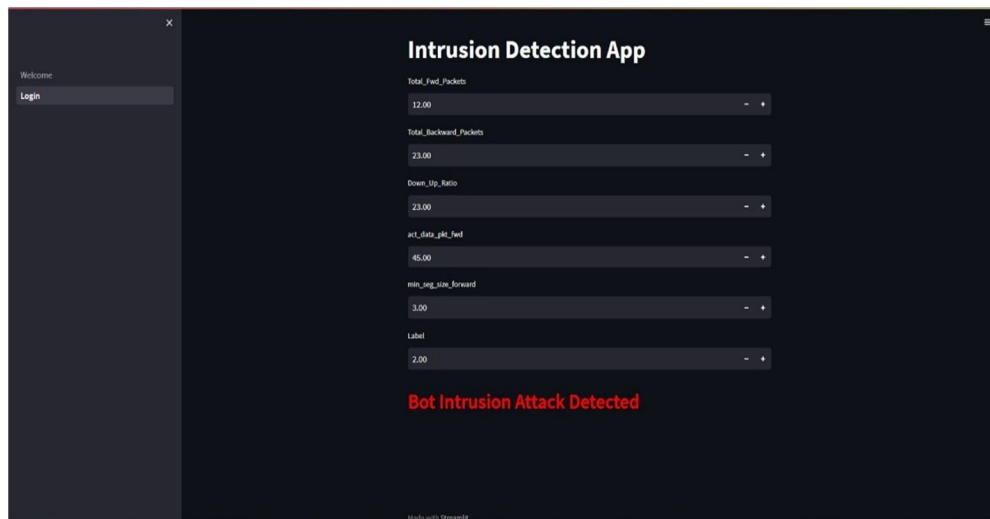 Welcome
Login
Intrusion Detection App
Total_Fwd_Packets
12.00
Total_Backward_Packets
23.00
Down_Up_Ratio
23.00
act_data_pkt_fwd
45.00
min_seg_size_forward
3.00
Label
2.00
Bot Intrusion Attack Detected
Made with Streamlit